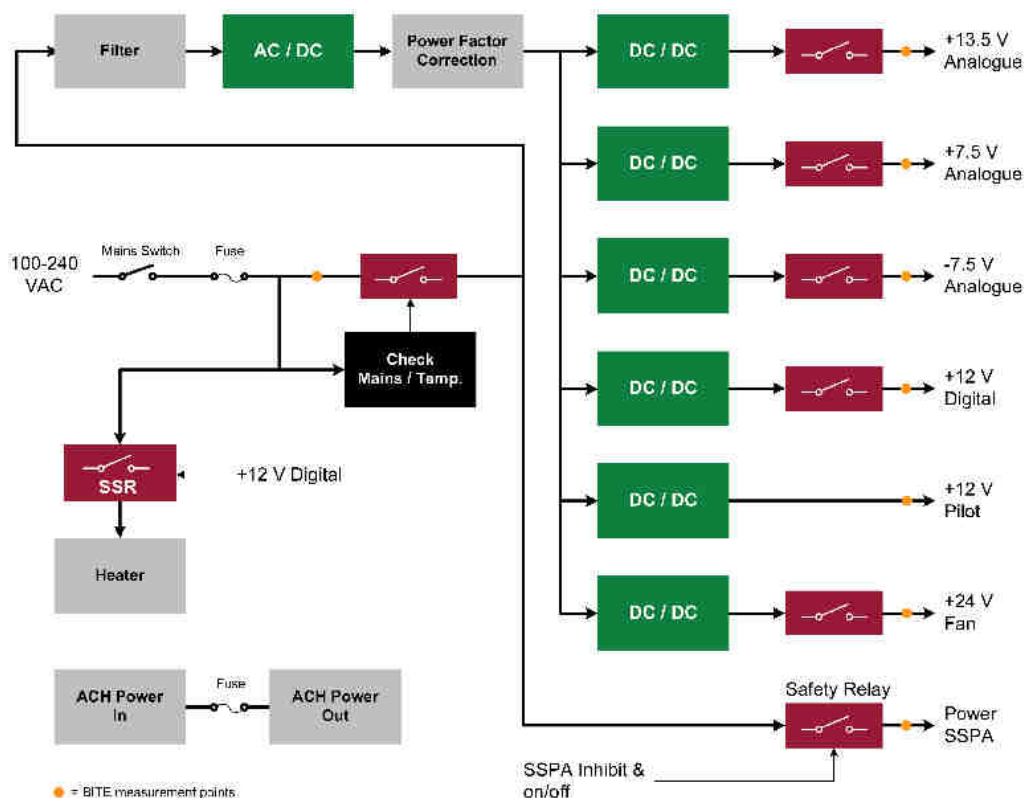 Filter
AC / DC
Power Factor
Correction
DC / DC
+13.5 V
Analogue
DC / DC
+7.5 V
Analogue
100-240
VAC
Mains Switch
Fuse
DC / DC
-7.5 V
Analogue
Check
Mains / Temp.
DC / DC
+12 V
Digital
SSR
+12 V Digital
DC / DC
+12 V
Pilot
Heater
DC / DC
+24 V
Fan
ACH Power
In
Fuse
ACH Power
Out
Safety Relay
Power
SSPA
SSPA Inhibit &
on/off
= BITE measurement points